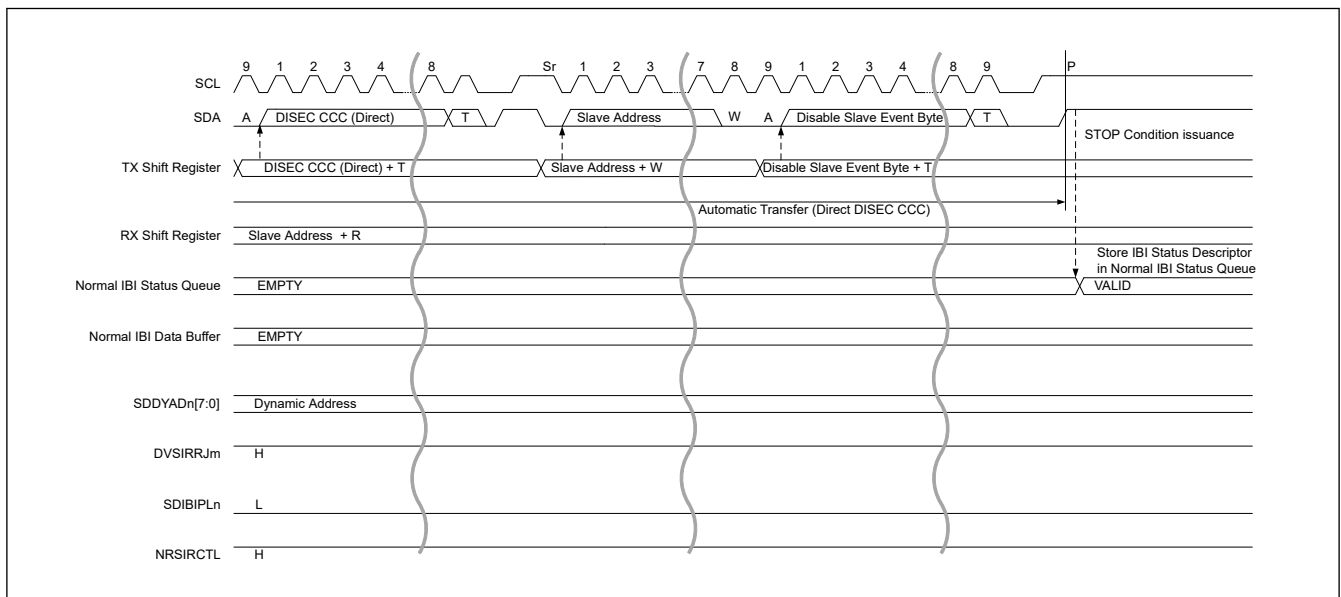 9 1 2 3 4 8 Sr 1 2 3 7 8 9 1 2 3 4 8 9 P
SCL
SDA A DISEC CCC (Direct) T Slave Address W A Disable Slave Event Byte T
STOP Condition issuance
TX Shift Register DISEC CCC (Direct) + T Slave Address + W Disable Slave Event Byte + T
Automatic Transfer (Direct DISEC CCC)
RX Shift Register Slave Address + R
Store IBI Status Descriptor
in Normal IBI Status Queue
Normal IBI Status Queue EMPTY VALID
Normal IBI Data Buffer EMPTY
SDDYADn[7:0] Dynamic Address
DVSIRRJm H
SDIBIPLn L
NRSIRCTL H